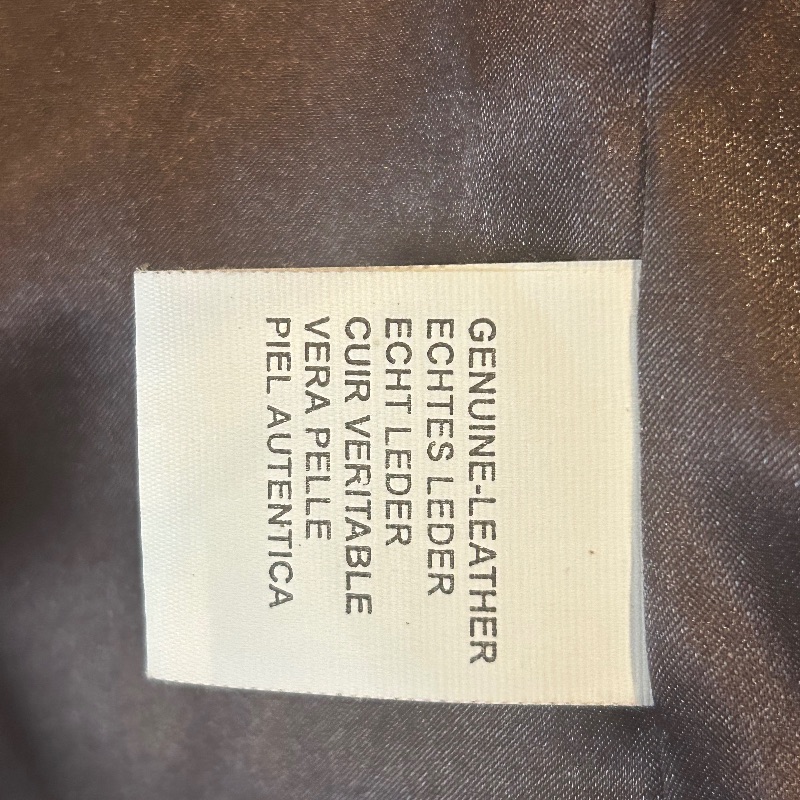 GENUINE-LEATHER
ECHTES LEDER
ECHT LEDER
CUIR VERITABLE
VERA PELLE
PIEL AUTENTICA